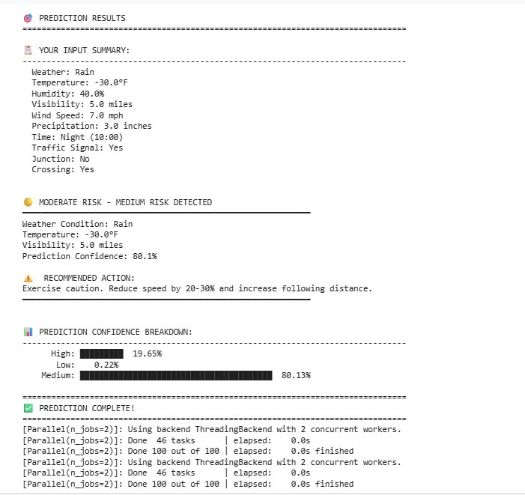 🎯 PREDICTION RESULTS
================================================================================
📋 YOUR INPUT SUMMARY:
--------------------------------------------------------------------------------
Weather: Rain
Temperature: -30.0°F
Humidity: 40.0%
Visibility: 5.0 miles
Wind Speed: 7.0 mph
Precipitation: 3.0 inches
Time: Night (10:00)
Traffic Signal: Yes
Junction: No
Crossing: Yes
🟡 MODERATE RISK - MEDIUM RISK DETECTED
Weather Condition: Rain
Temperature: -30.0°F
Visibility: 5.0 miles
Prediction Confidence: 80.1%
⚠️ RECOMMENDED ACTION:
Exercise caution. Reduce speed by 20-30% and increase following distance.
📊 PREDICTION CONFIDENCE BREAKDOWN:
--------------------------------------------------------------------------------
High: █████████ 19.65%
Low: 0.22%
Medium: ████████████████████████████████████████ 80.13%
================================================================================
✅ PREDICTION COMPLETE!
================================================================================
[Parallel(n_jobs=2)]: Using backend ThreadingBackend with 2 concurrent workers.
[Parallel(n_jobs=2)]: Done 46 tasks | elapsed: 0.0s
[Parallel(n_jobs=2)]: Done 100 out of 100 | elapsed: 0.0s finished
[Parallel(n_jobs=2)]: Using backend ThreadingBackend with 2 concurrent workers.
[Parallel(n_jobs=2)]: Done 46 tasks | elapsed: 0.0s
[Parallel(n_jobs=2)]: Done 100 out of 100 | elapsed: 0.0s finished